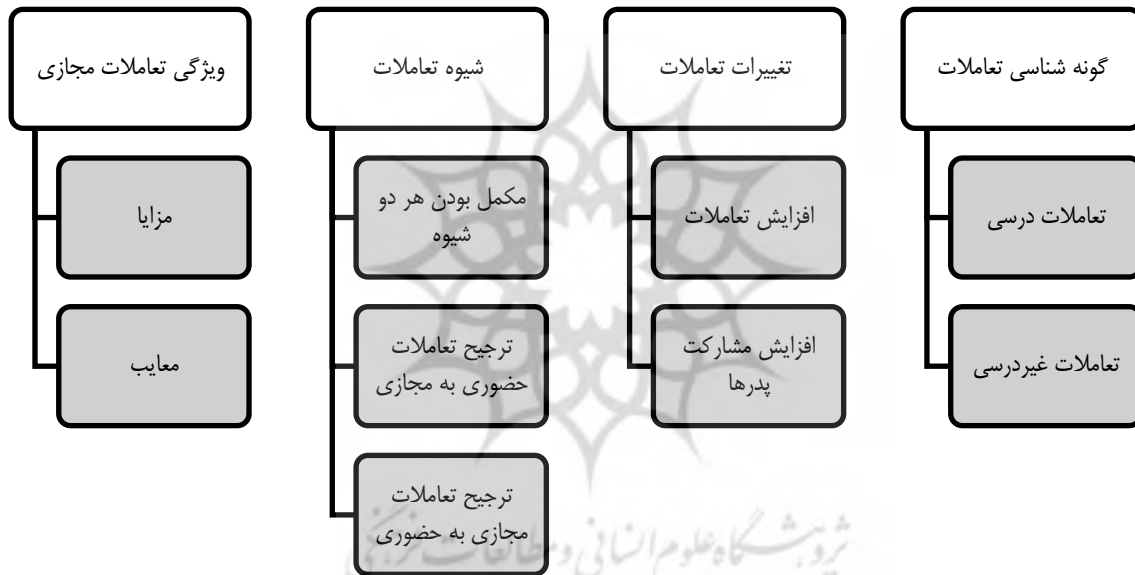 گونه شناسی تعاملات
تعاملات درسی
تعاملات غیردرسی
تغییرات تعاملات
افزایش تعاملات
افزایش مشارکت
پدرها
شیوه تعاملات
مکمل بودن هر دو
شیوه
ترجیح تعاملات
حضوری به مجازی
ترجیح تعاملات
مجازی به حضوری
ویژگی تعاملات مجازی
مزایا
معایب
پژوهشگاه علوم انسانی و مطالعات فرهنگی